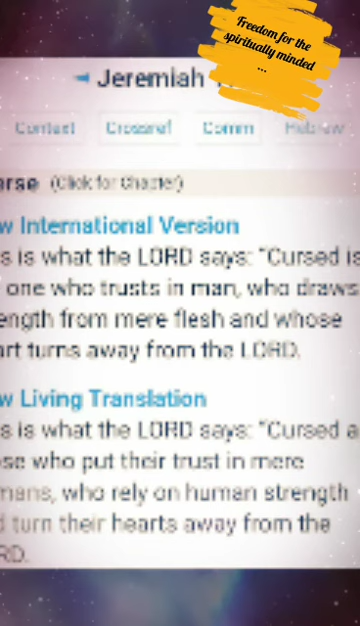 Freedom for the
spiritually minded
...
◄ Jeremiah
Context
Crossref
Comm
Hebrew
erse (Click for Chapter)
w International Version
s is what the LORD says: “Cursed is
one who trusts in man, who draws
ength from mere flesh and whose
art turns away from the LORD.
w Living Translation
s is what the LORD says: “Cursed a
ose who put their trust in mere
mans, who rely on human strength
d turn their hearts away from the
RD.